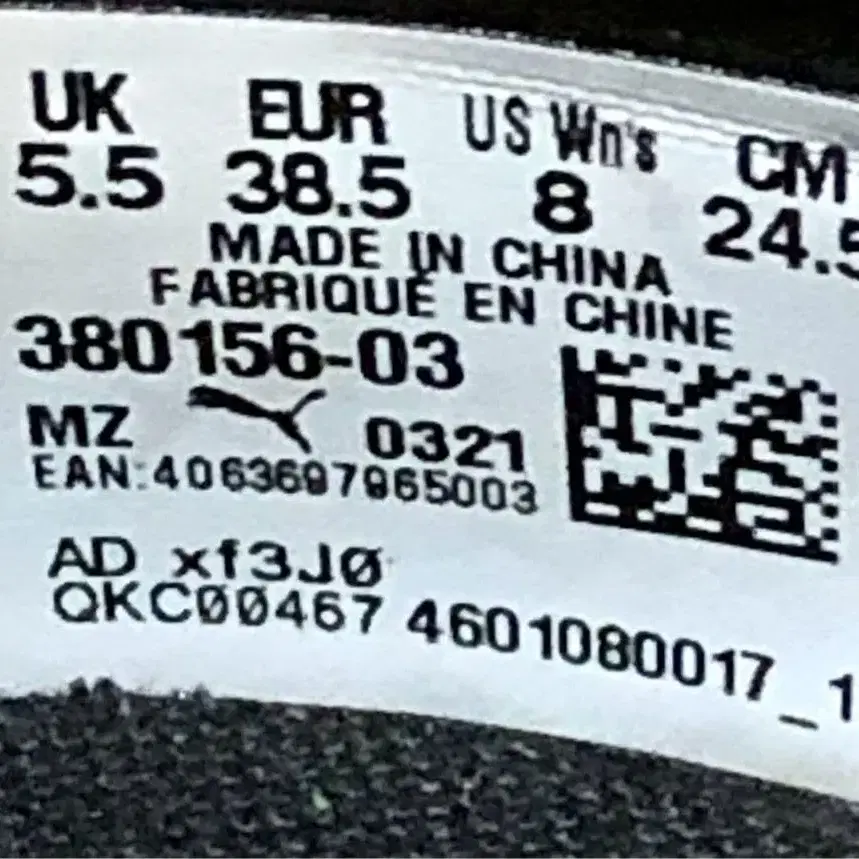 UK EUR US Wn's CM
5.5 38.5 8 24.5
MADE IN CHINA
FABRIQUÉ EN CHINE
380156-03
MZ 0321
EAN:4063697965003
AD xf3J0
QKC00467 4601080017_1